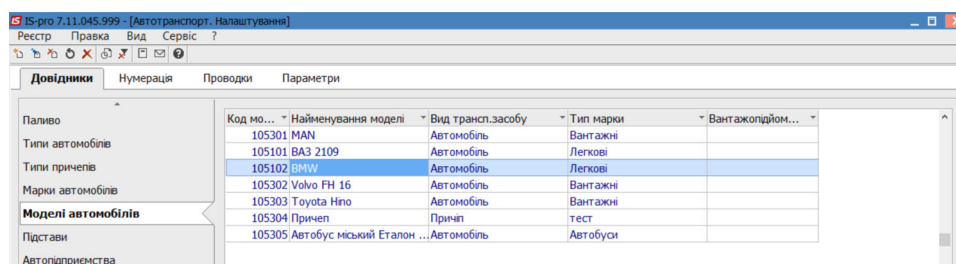 IS-pro 7.11.045.999 - [Автотранспорт. Налаштування]
Реєстр Правка Вид Сервіс ?
Довідники Нумерація Проводки Параметри
Паливо
Типи автомобілів
Типи причепів
Марки автомобілів
Моделі автомобілів
Підстави
Автопідприємства
Код мо... Найменування моделі Вид трансп.засобу Тип марки Вантажопідйом...
105301 MAN Автомобіль Вантажні
105101 ВАЗ 2109 Автомобіль Легкові
105102 BMW Автомобіль Легкові
105302 Volvo FH 16 Автомобіль Вантажні
105303 Toyota Hino Автомобіль Вантажні
105304 Причеп Причіп тест
105305 Автобус міський Еталон ... Автомобіль Автобуси